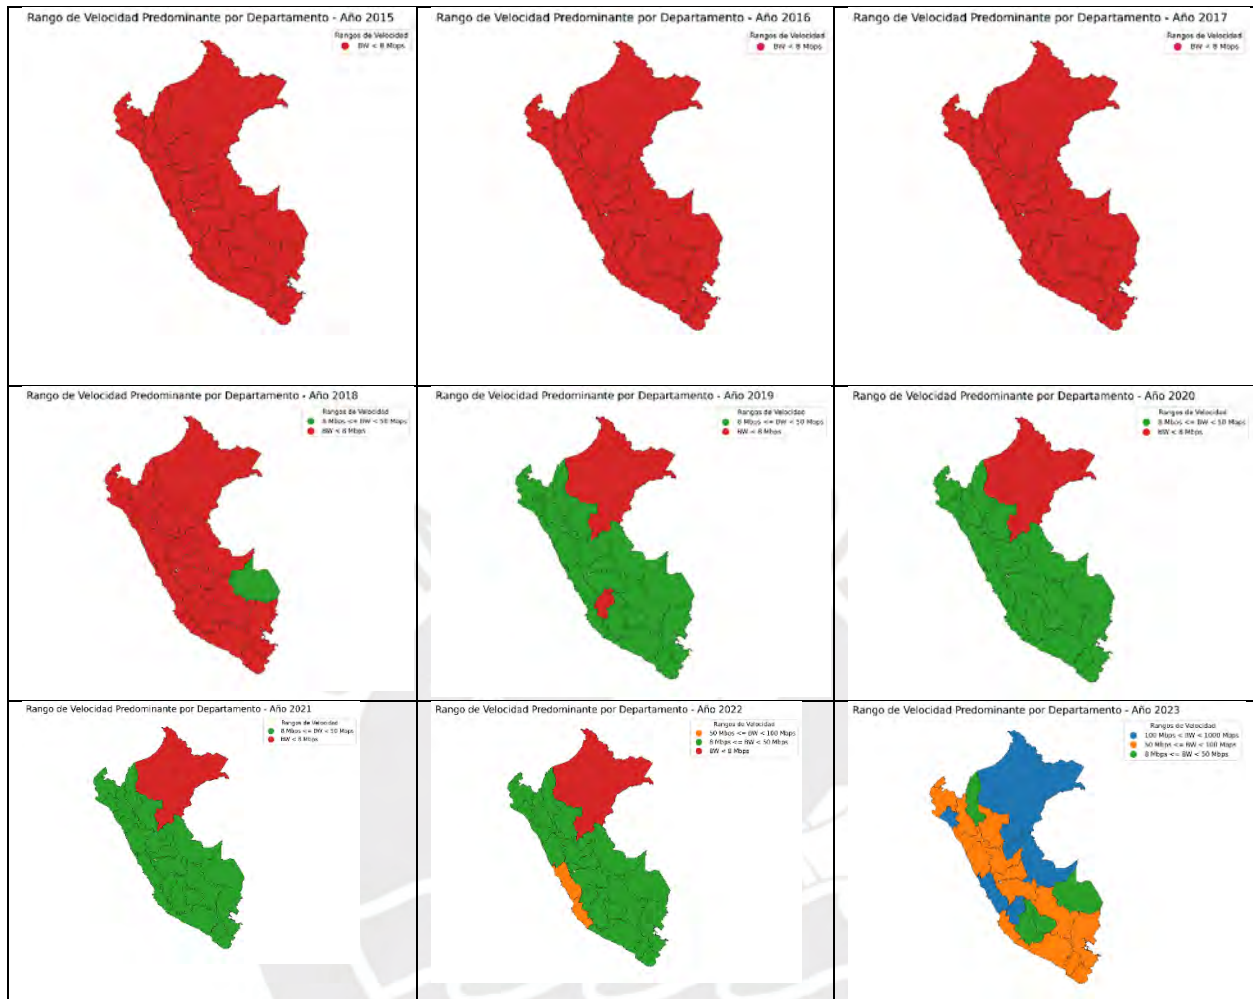 Rango de Velocidad Predominante por Departamento - Año 2015
Rangos de Velocidad
BW < 8 Mbps
Rango de Velocidad Predominante por Departamento - Año 2016
Rangos de Velocidad
BW < 8 Mbps
Rango de Velocidad Predominante por Departamento - Año 2017
Rangos de Velocidad
BW < 8 Mbps
Rango de Velocidad Predominante por Departamento - Año 2018
Rangos de Velocidad
8 Mbps <= BW < 50 Mbps
BW < 8 Mbps
Rango de Velocidad Predominante por Departamento - Año 2019
Rangos de Velocidad
8 Mbps <= BW < 50 Mbps
BW < 8 Mbps
Rango de Velocidad Predominante por Departamento - Año 2020
Rangos de Velocidad
8 Mbps <= BW < 50 Mbps
BW < 8 Mbps
Rango de Velocidad Predominante por Departamento - Año 2021
Rangos de Velocidad
8 Mbps <= BW < 50 Mbps
BW < 8 Mbps
Rango de Velocidad Predominante por Departamento - Año 2022
Rangos de Velocidad
50 Mbps <= BW < 100 Mbps
8 Mbps <= BW < 50 Mbps
BW < 8 Mbps
Rango de Velocidad Predominante por Departamento - Año 2023
Rangos de Velocidad
100 Mbps < BW < 1000 Mbps
50 Mbps <= BW < 100 Mbps
8 Mbps <= BW < 50 Mbps